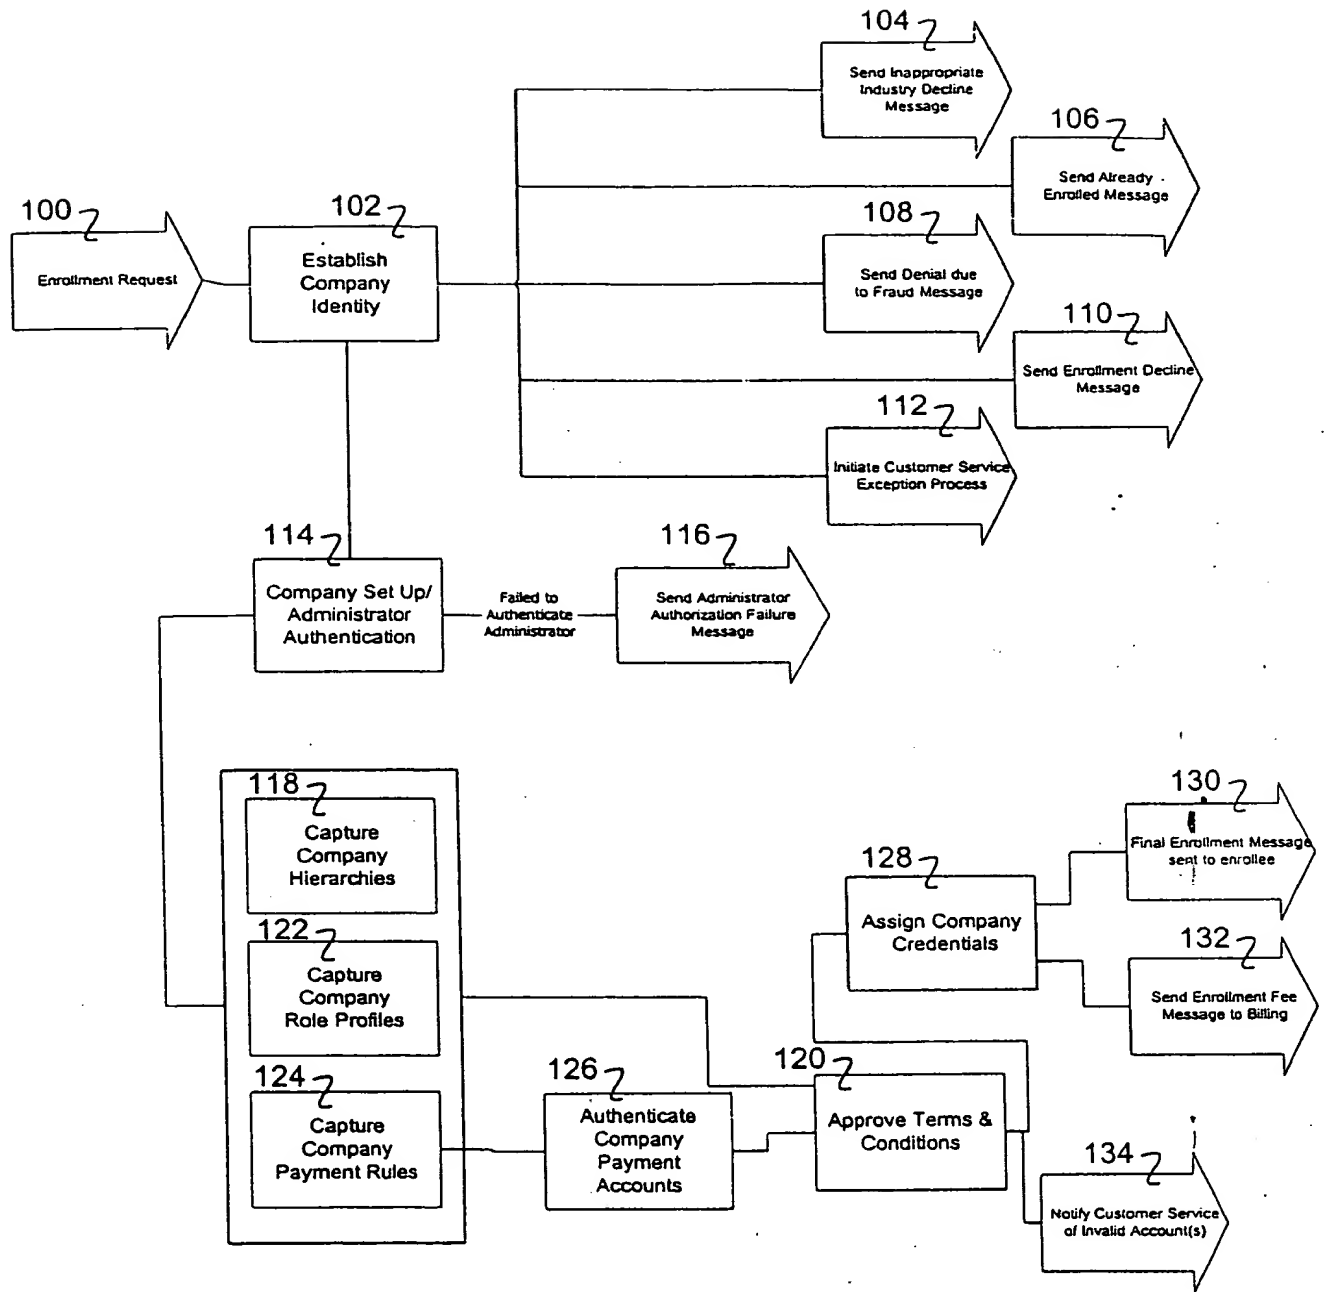 104
Send Inappropriate
Industry Decline
Message
106
Send Already
Enrolled Message
100
Enrollment Request
102
Establish
Company
Identity
108
Send Denial due
to Fraud Message
110
Send Enrollment Decline
Message
112
Initiate Customer Service
Exception Process
114
Company Set Up/
Administrator
Authentication
Failed to
Authenticate
Administrator
116
Send Administrator
Authorization Failure
Message
118
Capture
Company
Hierarchies
122
Capture
Company
Role Profiles
124
Capture
Company
Payment Rules
126
Authenticate
Company
Payment
Accounts
120
Approve Terms &
Conditions
128
Assign Company
Credentials
130
Final Enrollment Message
sent to enrollee
132
Send Enrollment Fee
Message to Billing
134
Notify Customer Service
of Invalid Account(s)